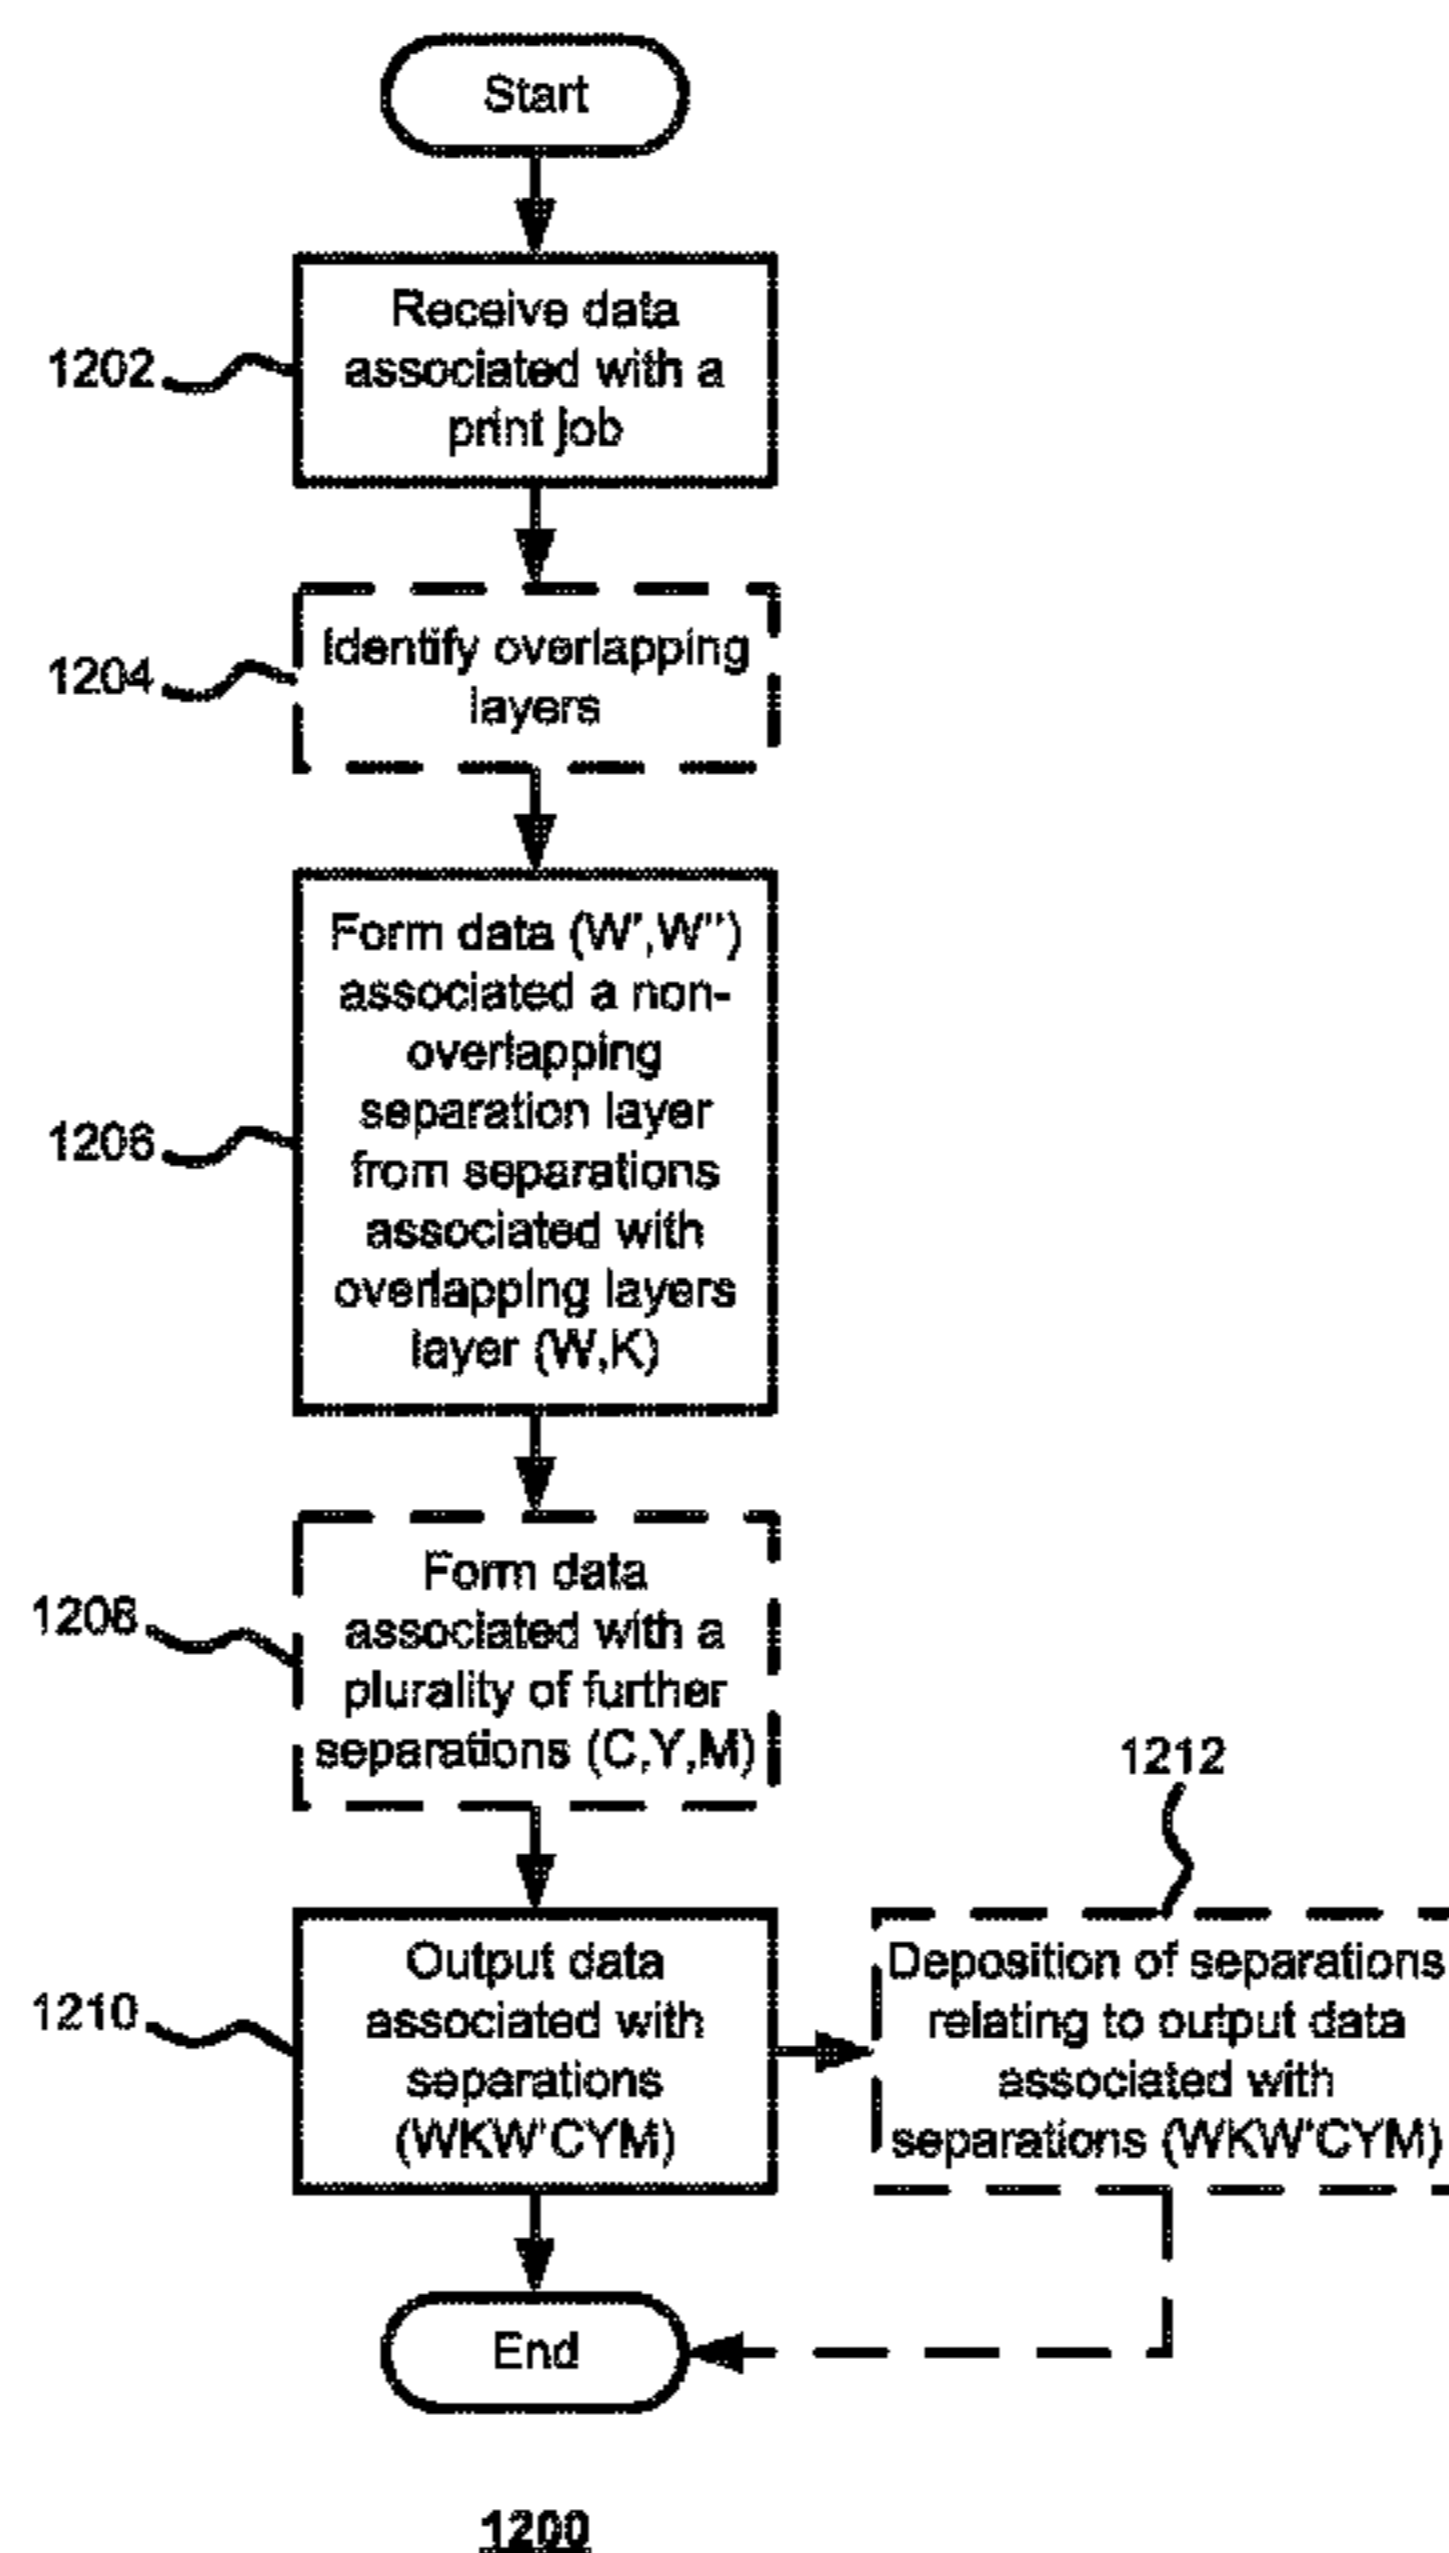 Start
1202
Receive data
associated with a
print job
1204
Identify overlapping
layers
1206
Form data (W',W'')
associated a non-
overlapping
separation layer
from separations
associated with
overlapping layers
layer (W,K)
1208
Form data
associated with a
plurality of further
separations (C,Y,M)
1210
Output data
associated with
separations
(WKW'CYM)
1212
Deposition of separations
relating to output data
associated with
separations (WKW'CYM)
End
1200